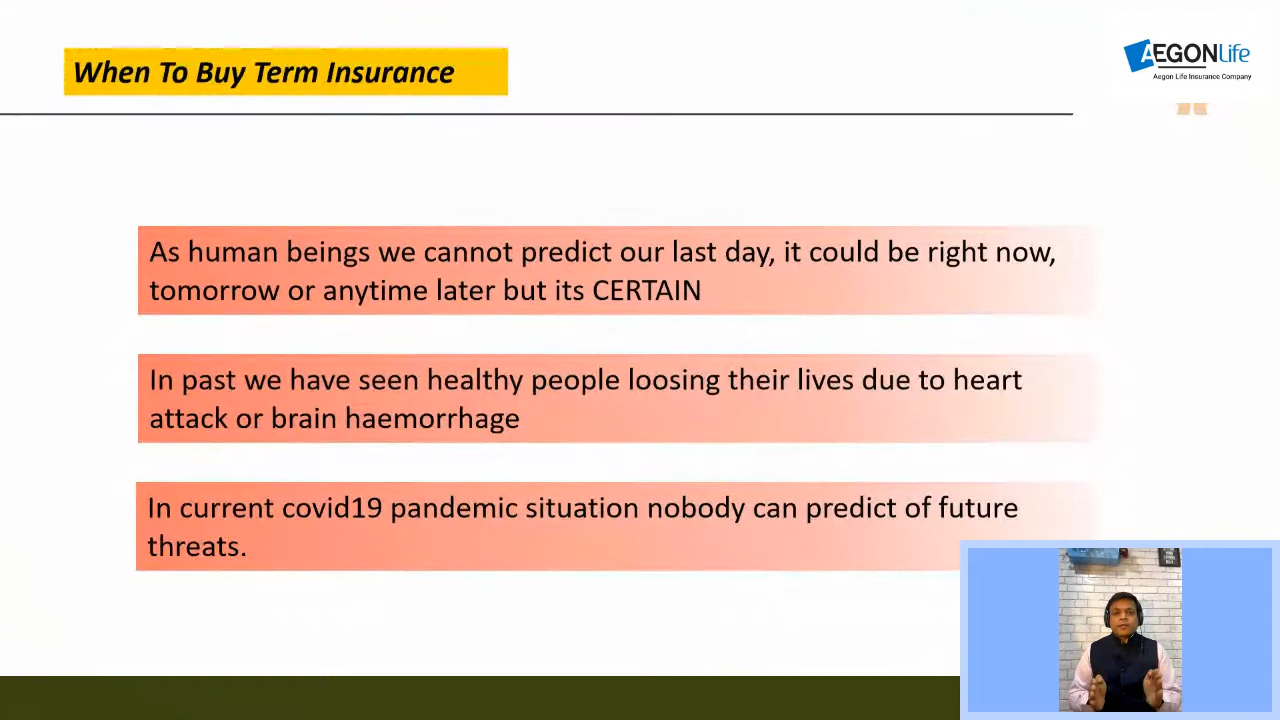 When To Buy Term Insurance
AEGONLife
Aegon Life Insurance Company
As human beings we cannot predict our last day, it could be right now,
tomorrow or anytime later but its CERTAIN
In past we have seen healthy people loosing their lives due to heart
attack or brain haemorrhage
In current covid19 pandemic situation nobody can predict of future
threats.